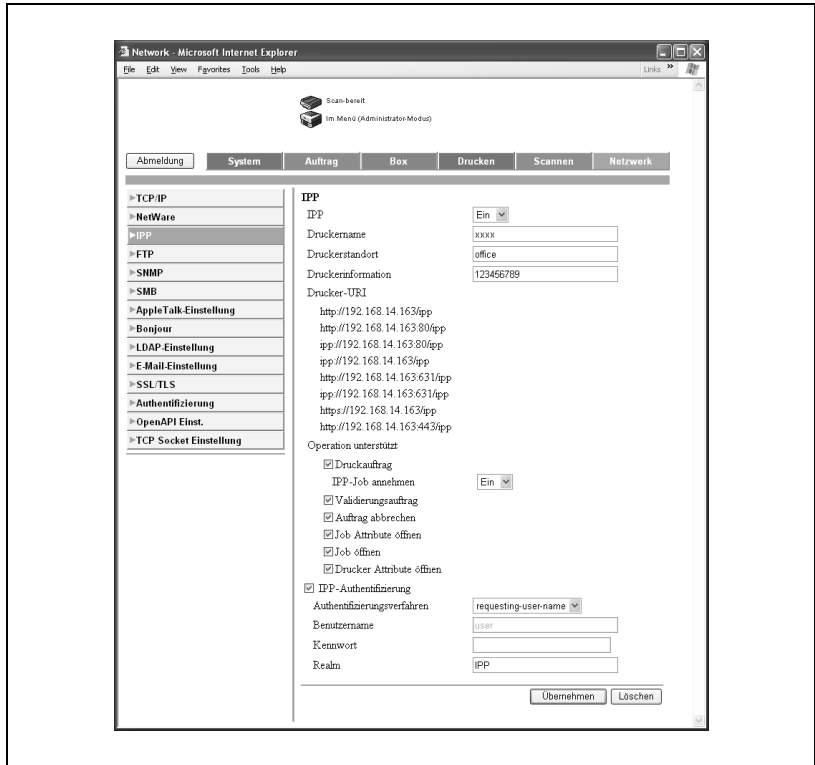 Network - Microsoft Internet Explorer
File Edit View Favorites Tools Help
Links »
Scan-bereit
Im Menü (Administrator-Modus)
Abmeldung System Auftrag Box Drucken Scannen Netzwerk
TCP/IP
NetWare
IPP
FTP
SNMP
SMB
AppleTalk-Einstellung
Bonjour
LDAP-Einstellung
E-Mail-Einstellung
SSL/TLS
Authentifizierung
OpenAPI Einst.
TCP Socket Einstellung
IPP
IPP Ein
Druckername xxxx
Druckerstandort office
Druckerinformation 123456789
Drucker-URI
http://192.168.14.163/ipp
http://192.168.14.163:80/ipp
ipp://192.168.14.163:80/ipp
ipp://192.168.14.163/ipp
http://192.168.14.163:631/ipp
ipp://192.168.14.163:631/ipp
https://192.168.14.163/ipp
http://192.168.14.163:443/ipp
Operation unterstützt
Druckauftrag
IPP-Job annehmen Ein
Validierungsauftrag
Auftrag abbrechen
Job Attribute öffnen
Job öffnen
Drucker Attribute öffnen
IPP-Authentifizierung
Authentifizierungsverfahren requesting-user-name
Benutzername user
Kennwort
Realm IPP
Übernehmen Löschen